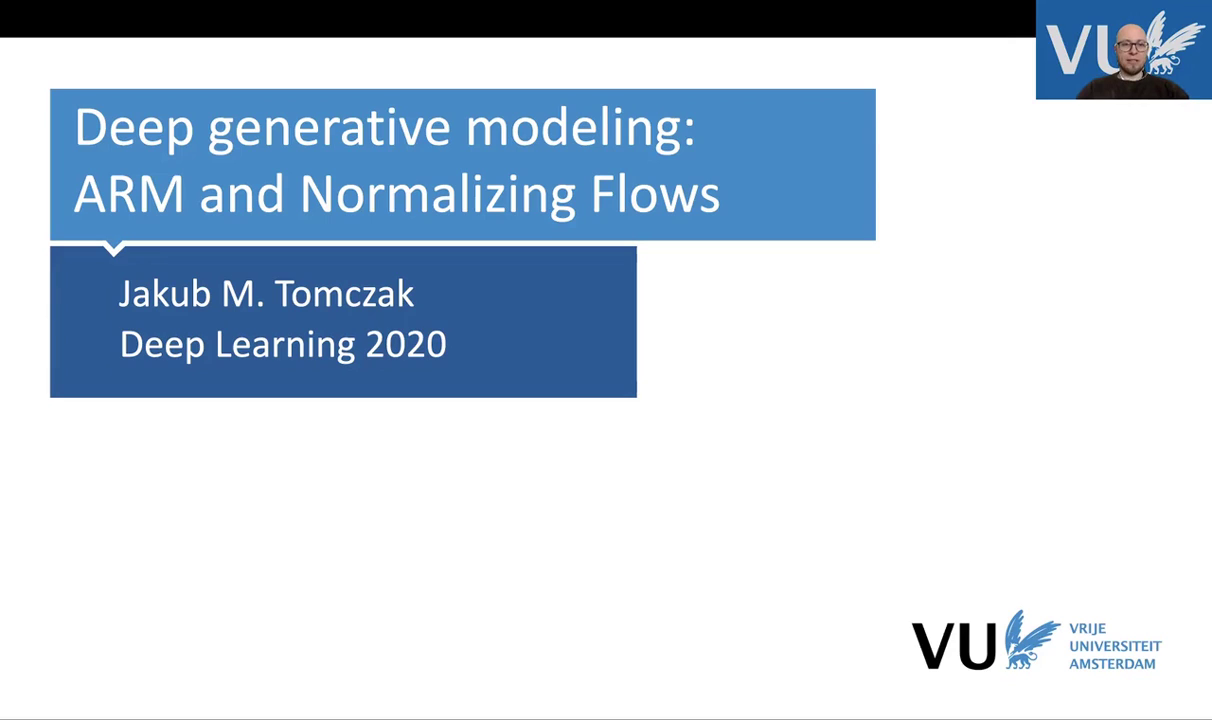 VU
Deep generative modeling:
ARM and Normalizing Flows
Jakub M. Tomczak
Deep Learning 2020
VU
VRIJE
UNIVERSITEIT
AMSTERDAM